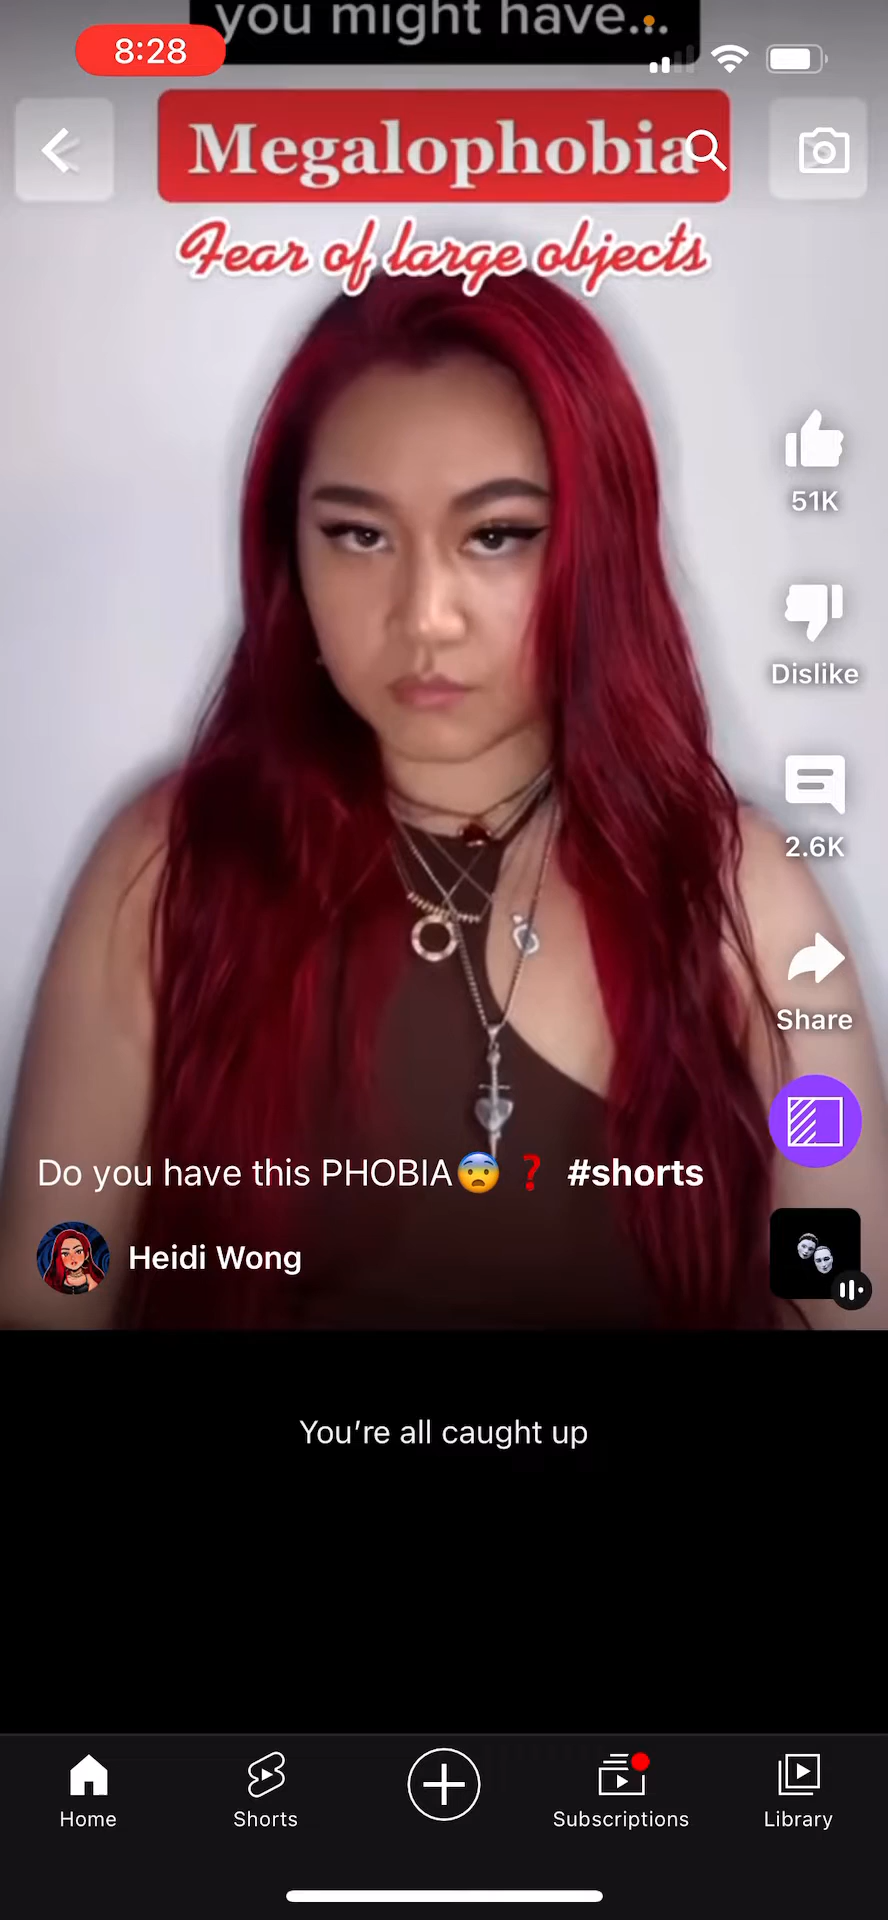 you might have...
8:28
Megalophobia
Fear of large objects
51K
Dislike
2.6K
Share
Do you have this PHOBIA😨❓ #shorts
Heidi Wong
You’re all caught up
Home
Shorts
Subscriptions
Library